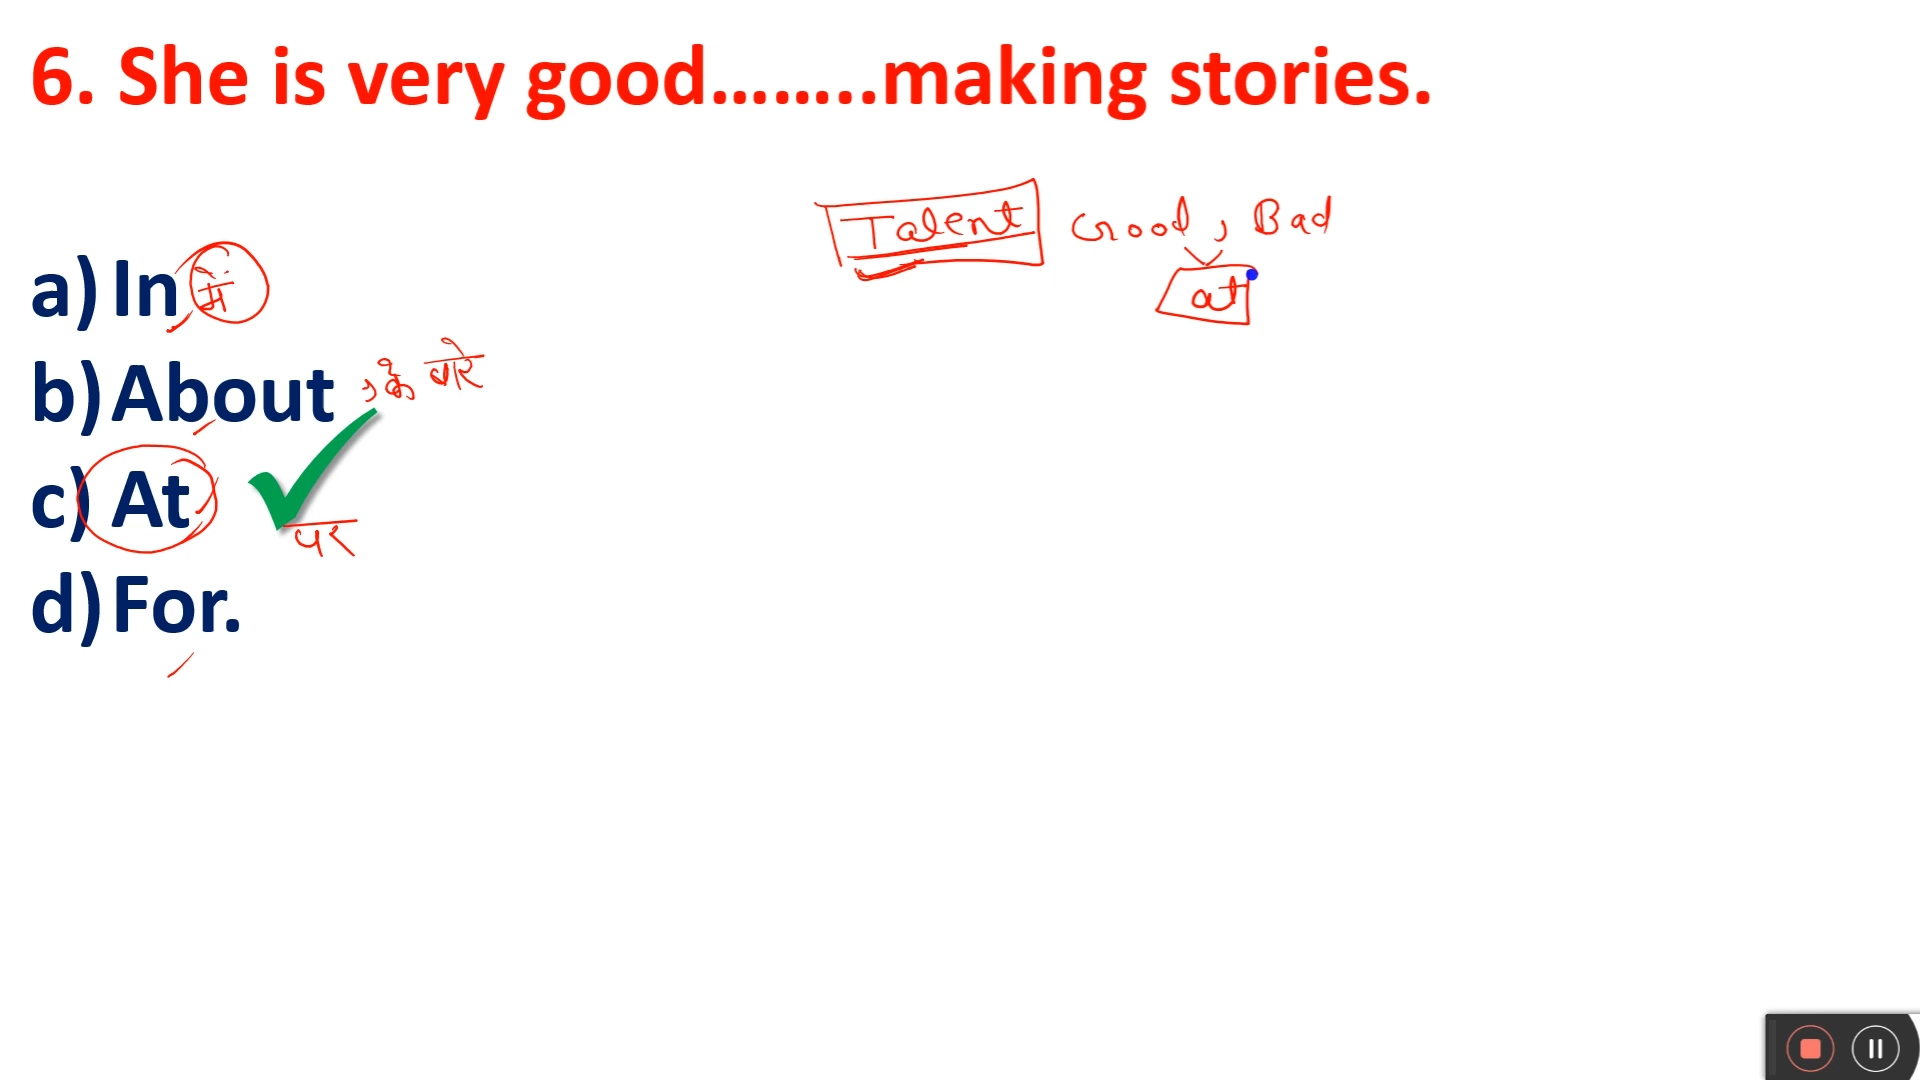 6. She is very good……..making stories.
Talent Good, Bad
at
a) In में
b) About , के बारे
c) At
पर
d) For.